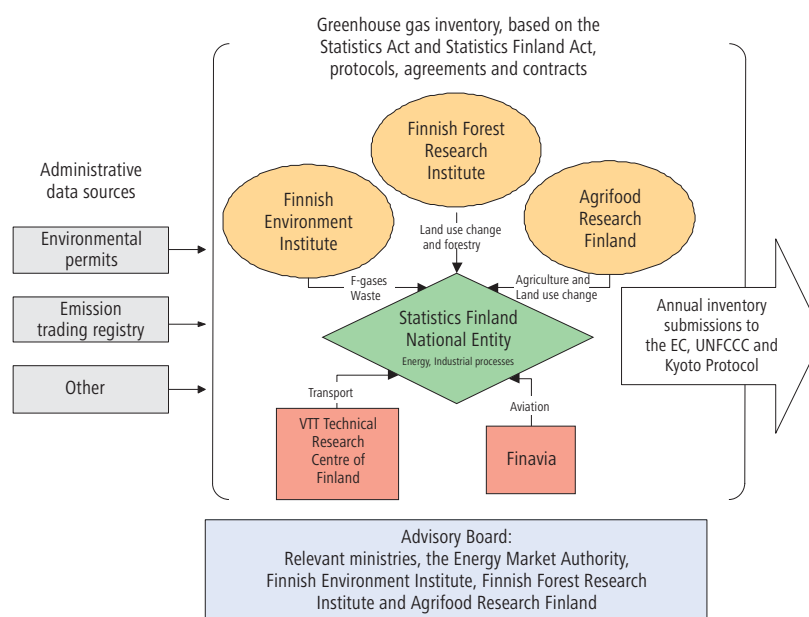 Greenhouse gas inventory, based on the
Statistics Act and Statistics Finland Act,
protocols, agreements and contracts
Administrative
data sources
Environmental
permits
Emission
trading registry
Other
Finnish Forest
Research
Institute
Finnish
Environment
Institute
Agrifood
Research
Finland
Land use change
and forestry
F-gases
Waste
Agriculture and
Land use change
Statistics Finland
National Entity
Energy, Industrial processes
Transport
Aviation
VTT Technical
Research
Centre of
Finland
Finavia
Annual inventory
submissions to
the EC, UNFCCC and
Kyoto Protocol
Advisory Board:
Relevant ministries, the Energy Market Authority,
Finnish Environment Institute, Finnish Forest Research
Institute and Agrifood Research Finland